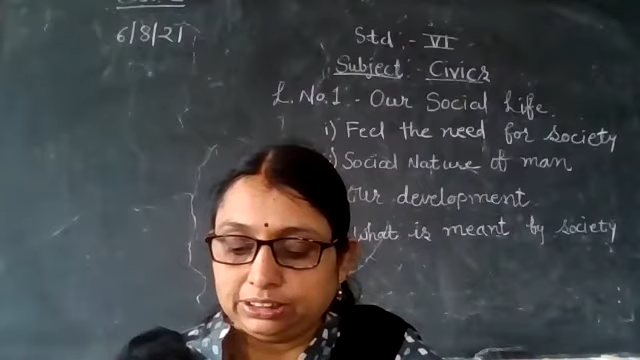 6/8/21
Std :- VI
Subject : Civics
L. No. 1 :- Our Social Life.
i) Feel the need for society
i) Social Nature of man
Our development
What is meant by society